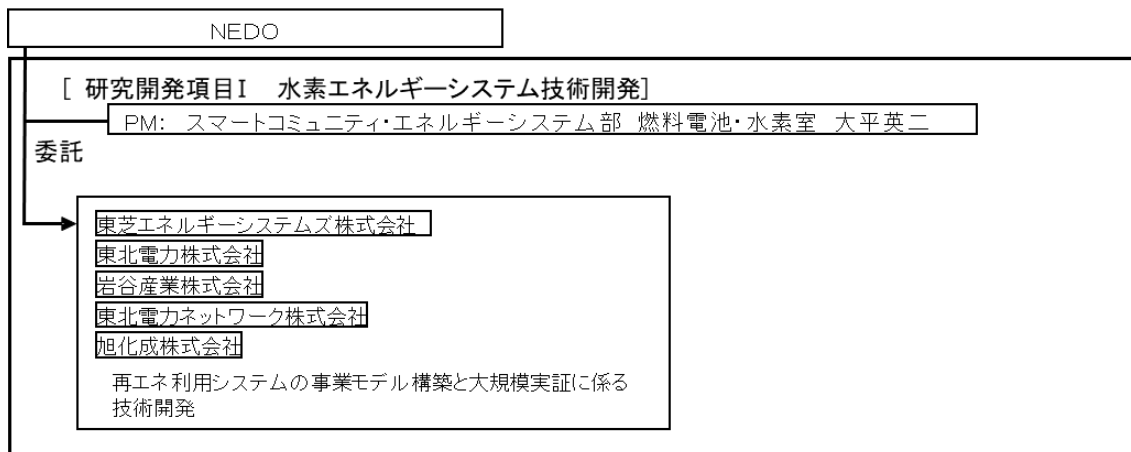 NEDO
[ 研究開発項目Ⅰ　水素エネルギーシステム技術開発]
PM:　スマートコミュニティ・エネルギーシステム部 燃料電池・水素室 大平英二
委託
東芝エネルギーシステムズ株式会社
東北電力株式会社
岩谷産業株式会社
東北電力ネットワーク株式会社
旭化成株式会社
再エネ利用システムの事業モデル構築と大規模実証に係る
技術開発